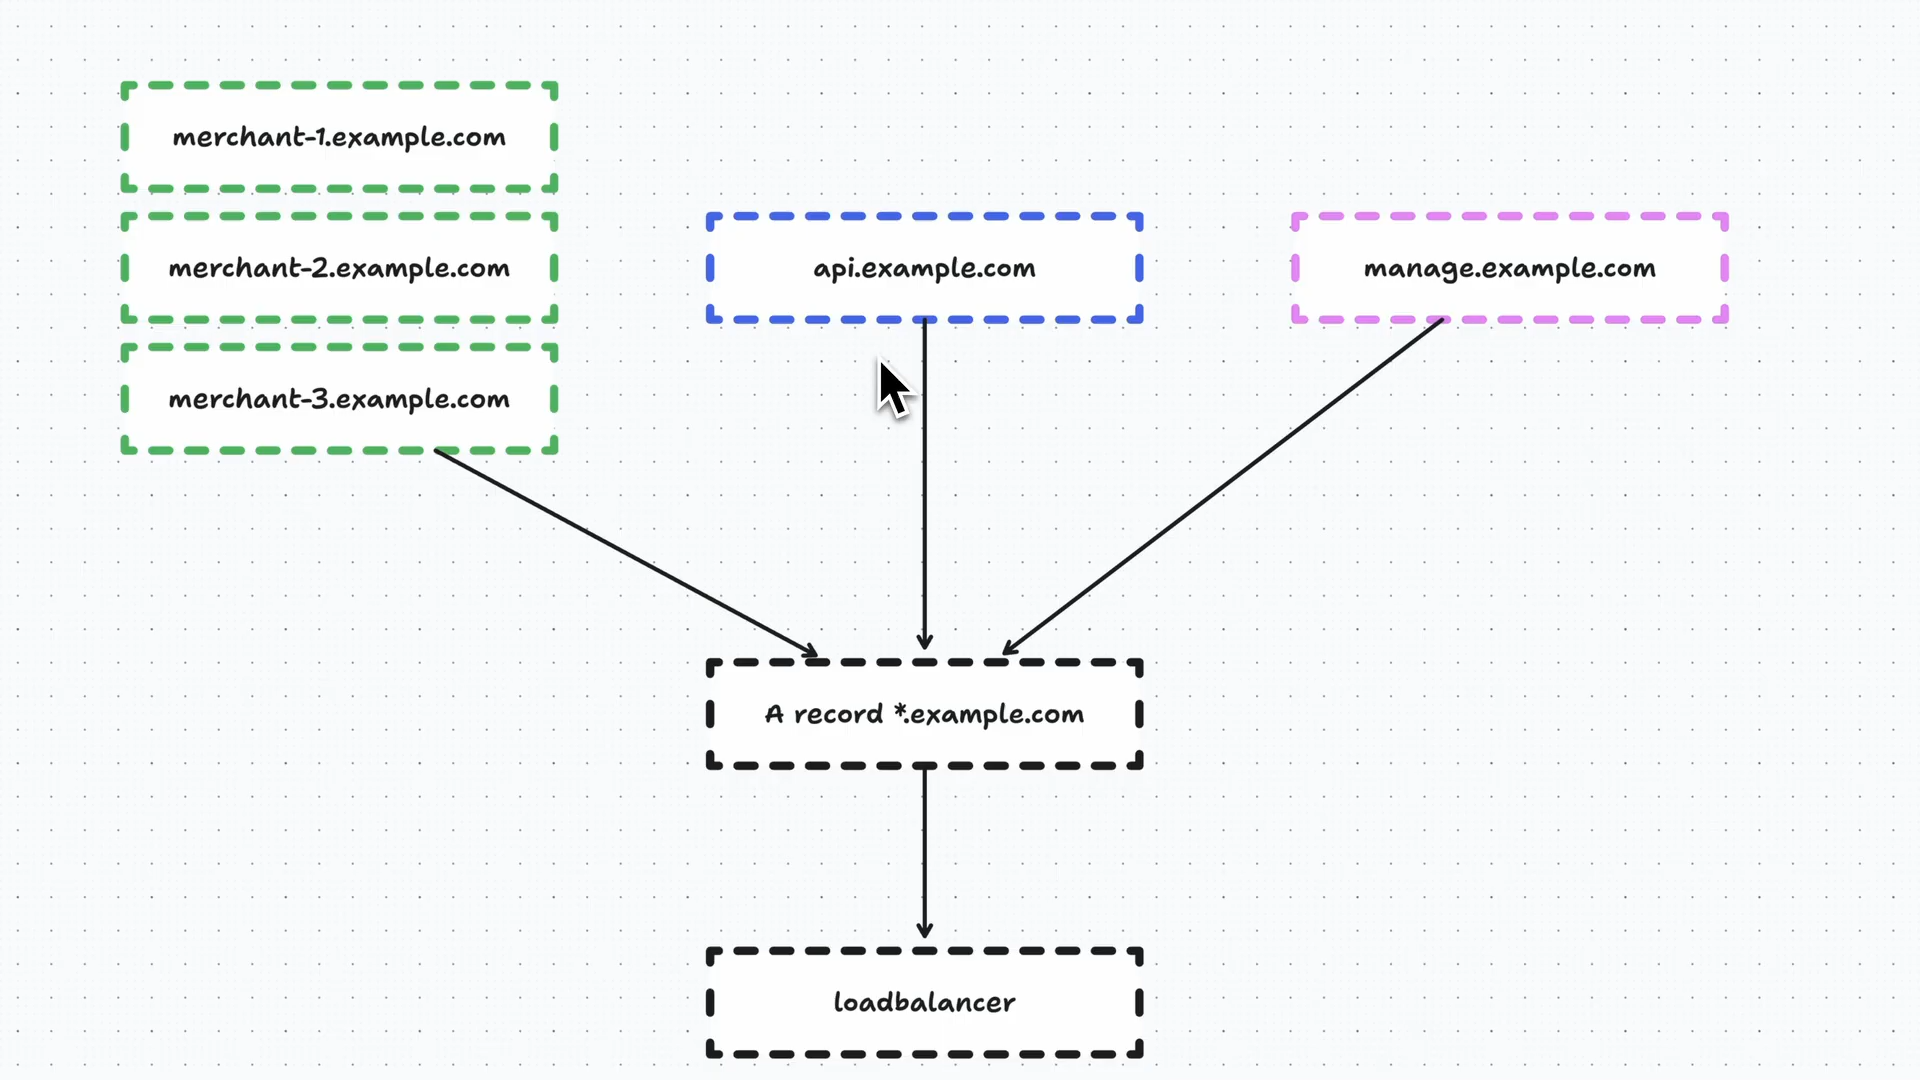 merchant-1.example.com
merchant-2.example.com
merchant-3.example.com
api.example.com
manage.example.com
A record *.example.com
loadbalancer